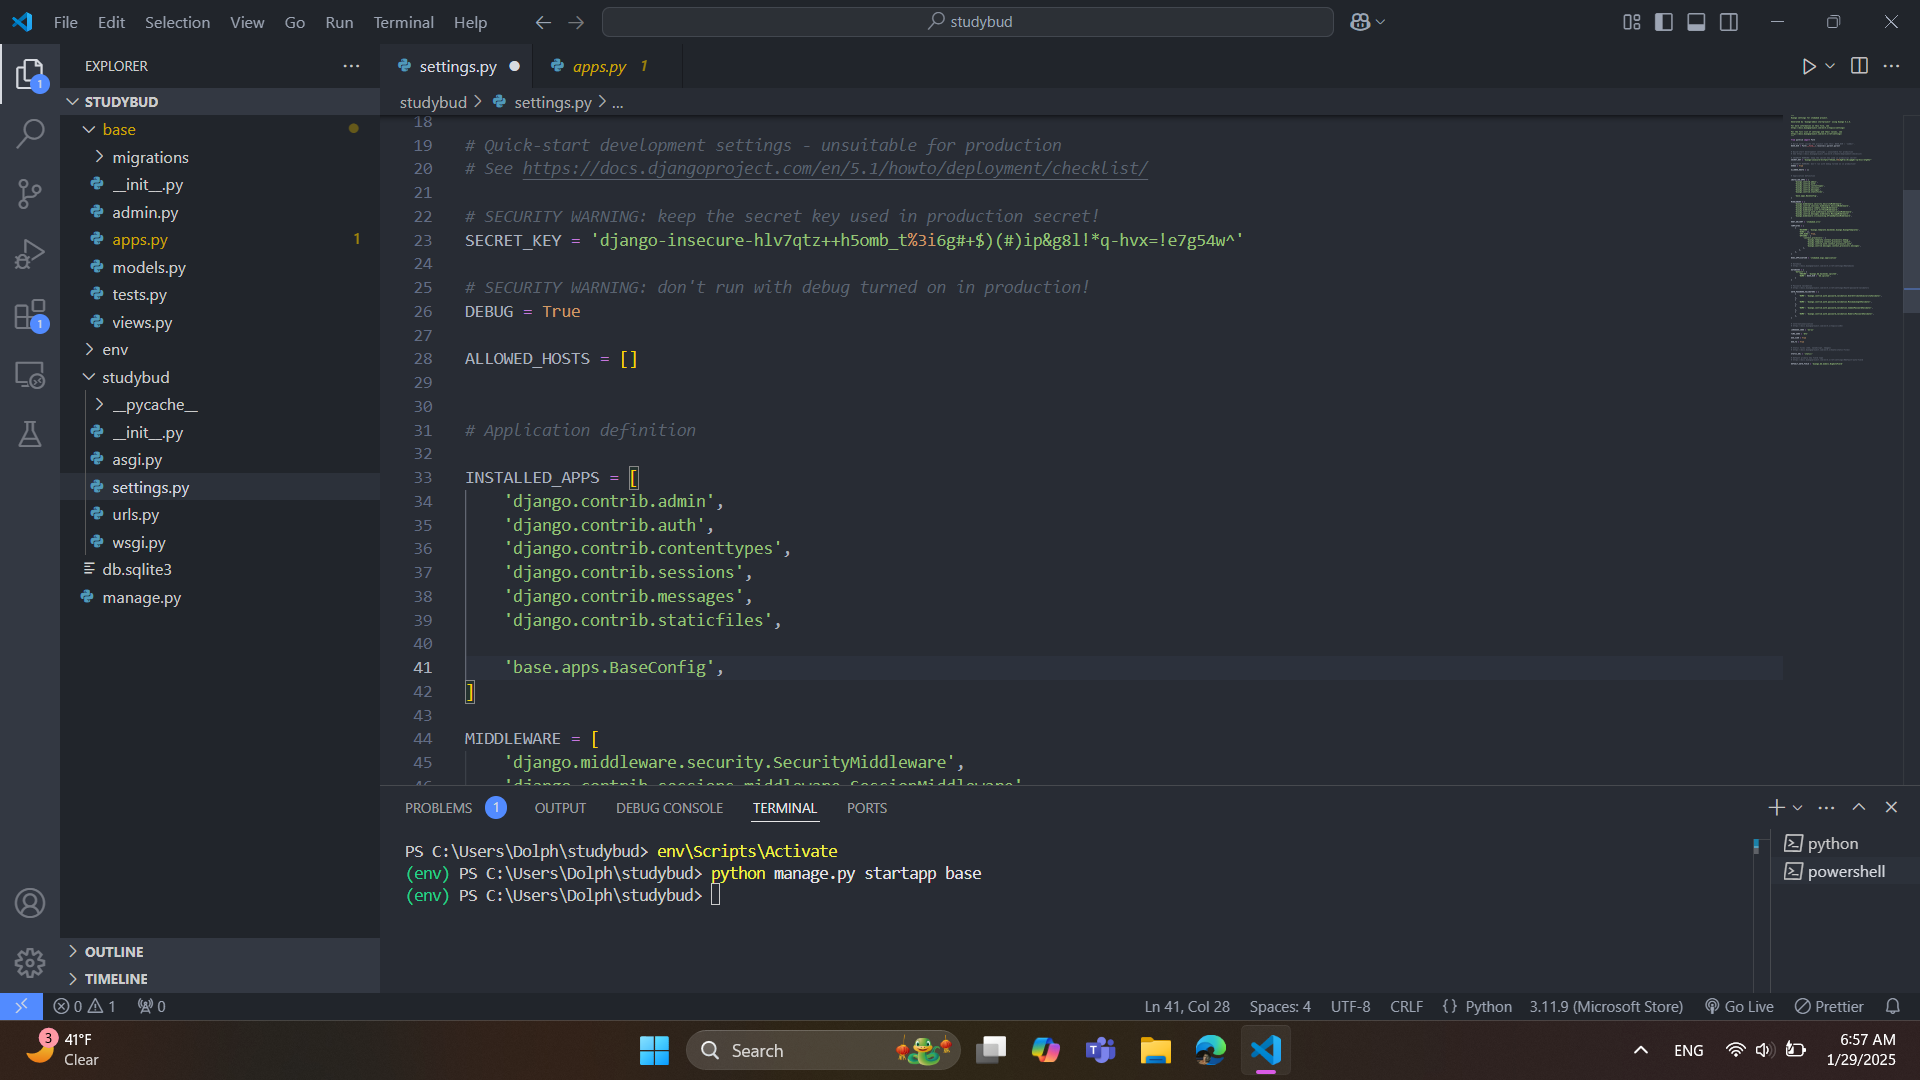 File Edit Selection View Go Run Terminal Help
studybud
EXPLORER
settings.py
apps.py 1
1
STUDYBUD
studybud settings.py ...
base
migrations
__init__.py
admin.py
apps.py 1
models.py
tests.py
views.py
env
studybud
__pycache__
__init__.py
asgi.py
settings.py
urls.py
wsgi.py
db.sqlite3
manage.py
OUTLINE
TIMELINE
1
18
19 # Quick-start development settings - unsuitable for production
20 # See https://docs.djangoproject.com/en/5.1/howto/deployment/checklist/
21
22 # SECURITY WARNING: keep the secret key used in production secret!
23 SECRET_KEY = 'django-insecure-hlv7qtz++h5omb_t%3i6g#+$)(#)ip&g8l!*q-hvx=!e7g54w^'
24
25 # SECURITY WARNING: don't run with debug turned on in production!
26 DEBUG = True
27
28 ALLOWED_HOSTS = []
29
30
31 # Application definition
32
33 INSTALLED_APPS = [
34 'django.contrib.admin',
35 'django.contrib.auth',
36 'django.contrib.contenttypes',
37 'django.contrib.sessions',
38 'django.contrib.messages',
39 'django.contrib.staticfiles',
40
41 'base.apps.BaseConfig',
42 ]
43
44 MIDDLEWARE = [
45 'django.middleware.security.SecurityMiddleware',
46 'django.contrib.sessions.middleware.SessionMiddleware'
PROBLEMS 1 OUTPUT DEBUG CONSOLE TERMINAL PORTS
PS C:\Users\Dolph\studybud> env\Scripts\Activate
(env) PS C:\Users\Dolph\studybud> python manage.py startapp base
(env) PS C:\Users\Dolph\studybud>
python
powershell
0 1 0
Ln 41, Col 28 Spaces: 4 UTF-8 CRLF {} Python 3.11.9 (Microsoft Store) Go Live Prettier
3
41°F
Clear
Search
ENG
6:57 AM
1/29/2025